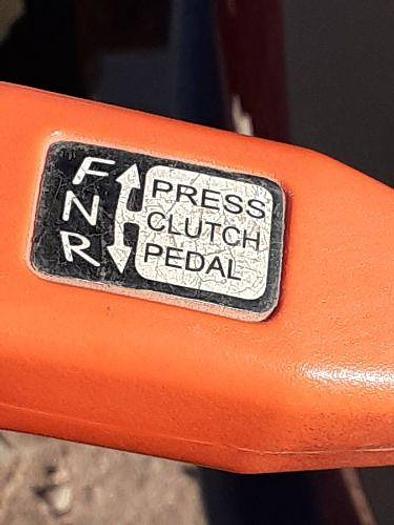 F
N
R
PRESS
CLUTCH
PEDAL